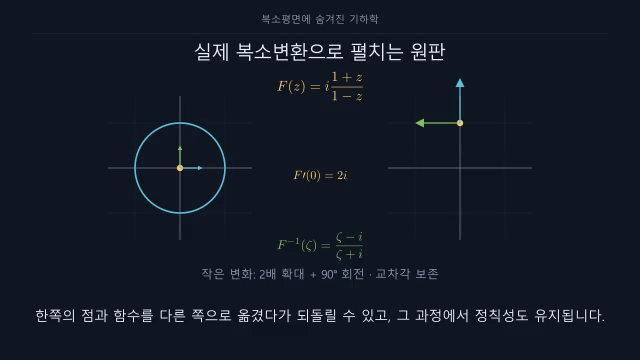 복소평면에 숨겨진 기하학
실제 복소변환으로 펼치는 원판
F(z) = i\frac{1+z}{1-z}
F′(0) = 2i
F^{-1}(ζ) = \frac{ζ-i}{ζ+i}
작은 변화: 2배 확대 + 90° 회전 · 교차각 보존
한쪽의 점과 함수를 다른 쪽으로 옮겼다가 되돌릴 수 있고, 그 과정에서 정칙성도 유지됩니다.